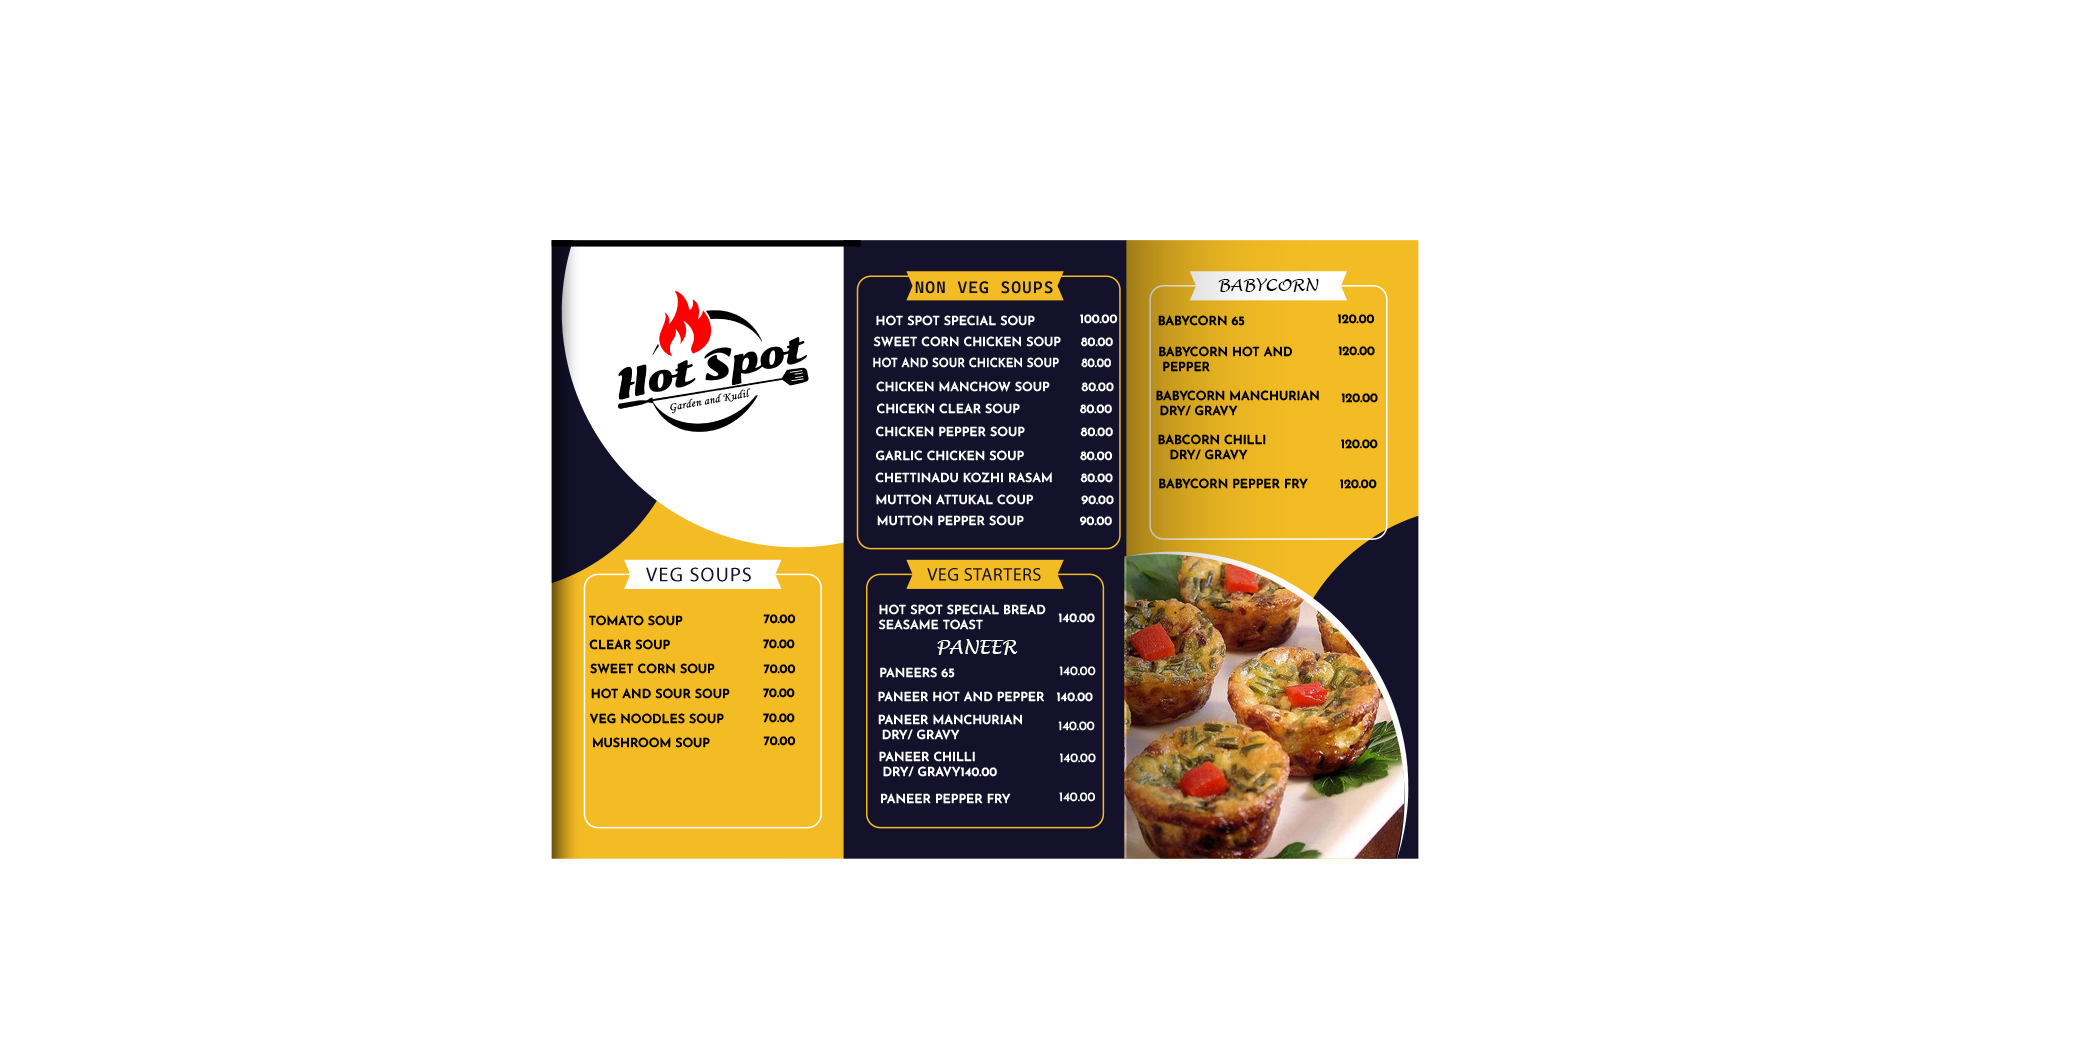 Hot Spot
Garden and Kudil
VEG SOUPS
TOMATO SOUP 70.00
CLEAR SOUP 70.00
SWEET CORN SOUP 70.00
HOT AND SOUR SOUP 70.00
VEG NOODLES SOUP 70.00
MUSHROOM SOUP 70.00
NON VEG SOUPS
HOT SPOT SPECIAL SOUP 100.00
SWEET CORN CHICKEN SOUP 80.00
HOT AND SOUR CHICKEN SOUP 80.00
CHICKEN MANCHOW SOUP 80.00
CHICEKN CLEAR SOUP 80.00
CHICKEN PEPPER SOUP 80.00
GARLIC CHICKEN SOUP 80.00
CHETTINADU KOZHI RASAM 80.00
MUTTON ATTUKAL COUP 90.00
MUTTON PEPPER SOUP 90.00
VEG STARTERS
HOT SPOT SPECIAL BREAD
SEASAME TOAST 140.00
PANEER
PANEERS 65 140.00
PANEER HOT AND PEPPER 140.00
PANEER MANCHURIAN
DRY/ GRAVY 140.00
PANEER CHILLI 140.00
DRY/ GRAVY140.00
PANEER PEPPER FRY 140.00
BABYCORN
BABYCORN 65 120.00
BABYCORN HOT AND 120.00
PEPPER
BABYCORN MANCHURIAN 120.00
DRY/ GRAVY
BABCORN CHILLI 120.00
DRY/ GRAVY
BABYCORN PEPPER FRY 120.00